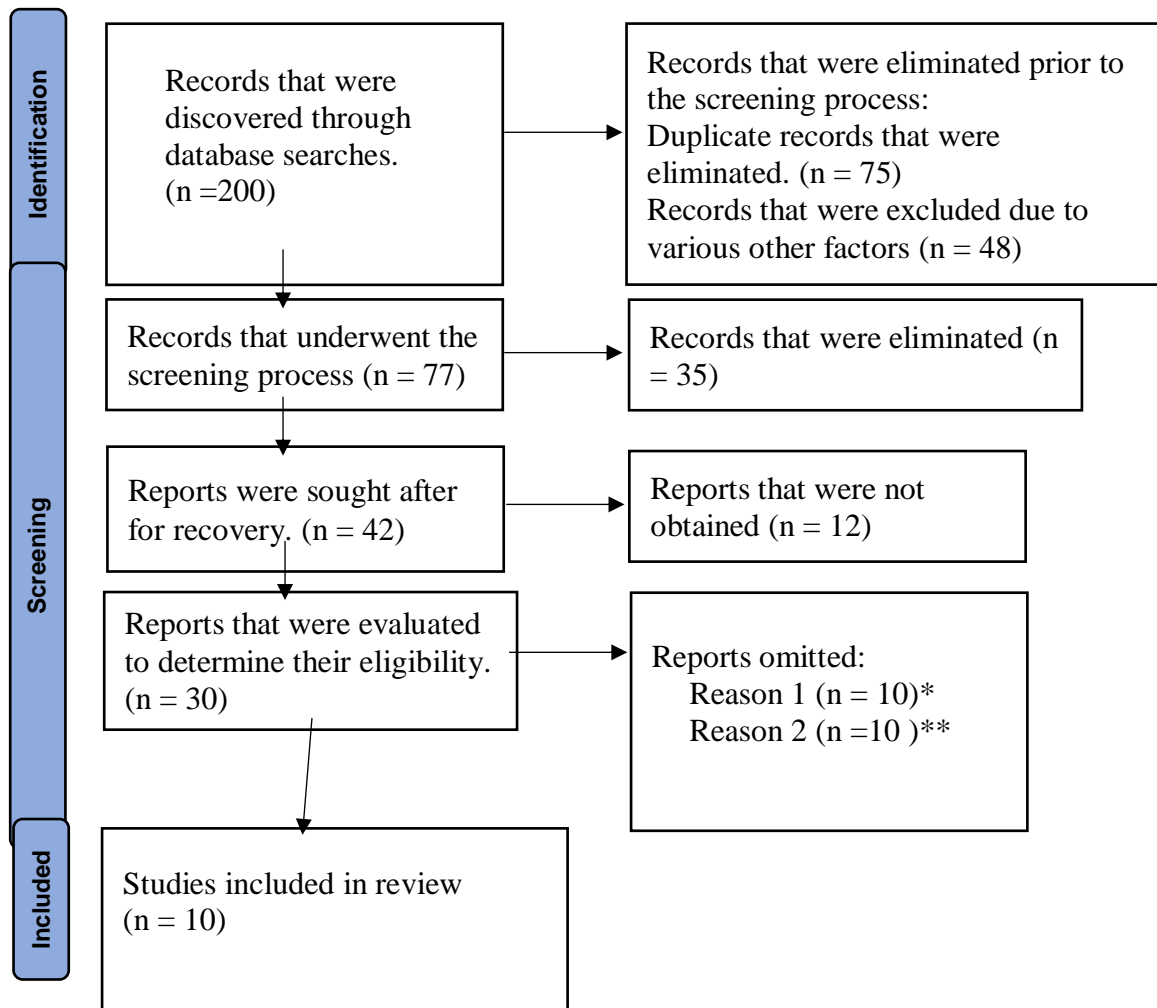 Identification
Records that were
discovered through
database searches.
(n =200)
Records that were eliminated prior to
the screening process:
Duplicate records that were
eliminated. (n = 75)
Records that were excluded due to
various other factors (n = 48)
Screening
Records that underwent the
screening process (n = 77)
Records that were eliminated (n
= 35)
Reports were sought after
for recovery. (n = 42)
Reports that were not
obtained (n = 12)
Reports that were evaluated
to determine their eligibility.
(n = 30)
Reports omitted:
Reason 1 (n = 10)*
Reason 2 (n =10 )**
Included
Studies included in review
(n = 10)